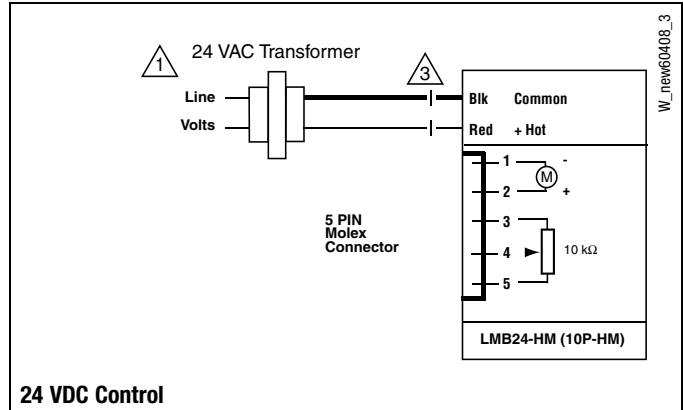 1 24 VAC Transformer
3
W_new60408_3
Line
Volts
Blk Common
Red + Hot
1 -
M
2 +
3
4 10 kΩ
5
5 PIN
Molex
Connector
LMB24-HM (10P-HM)
24 VDC Control